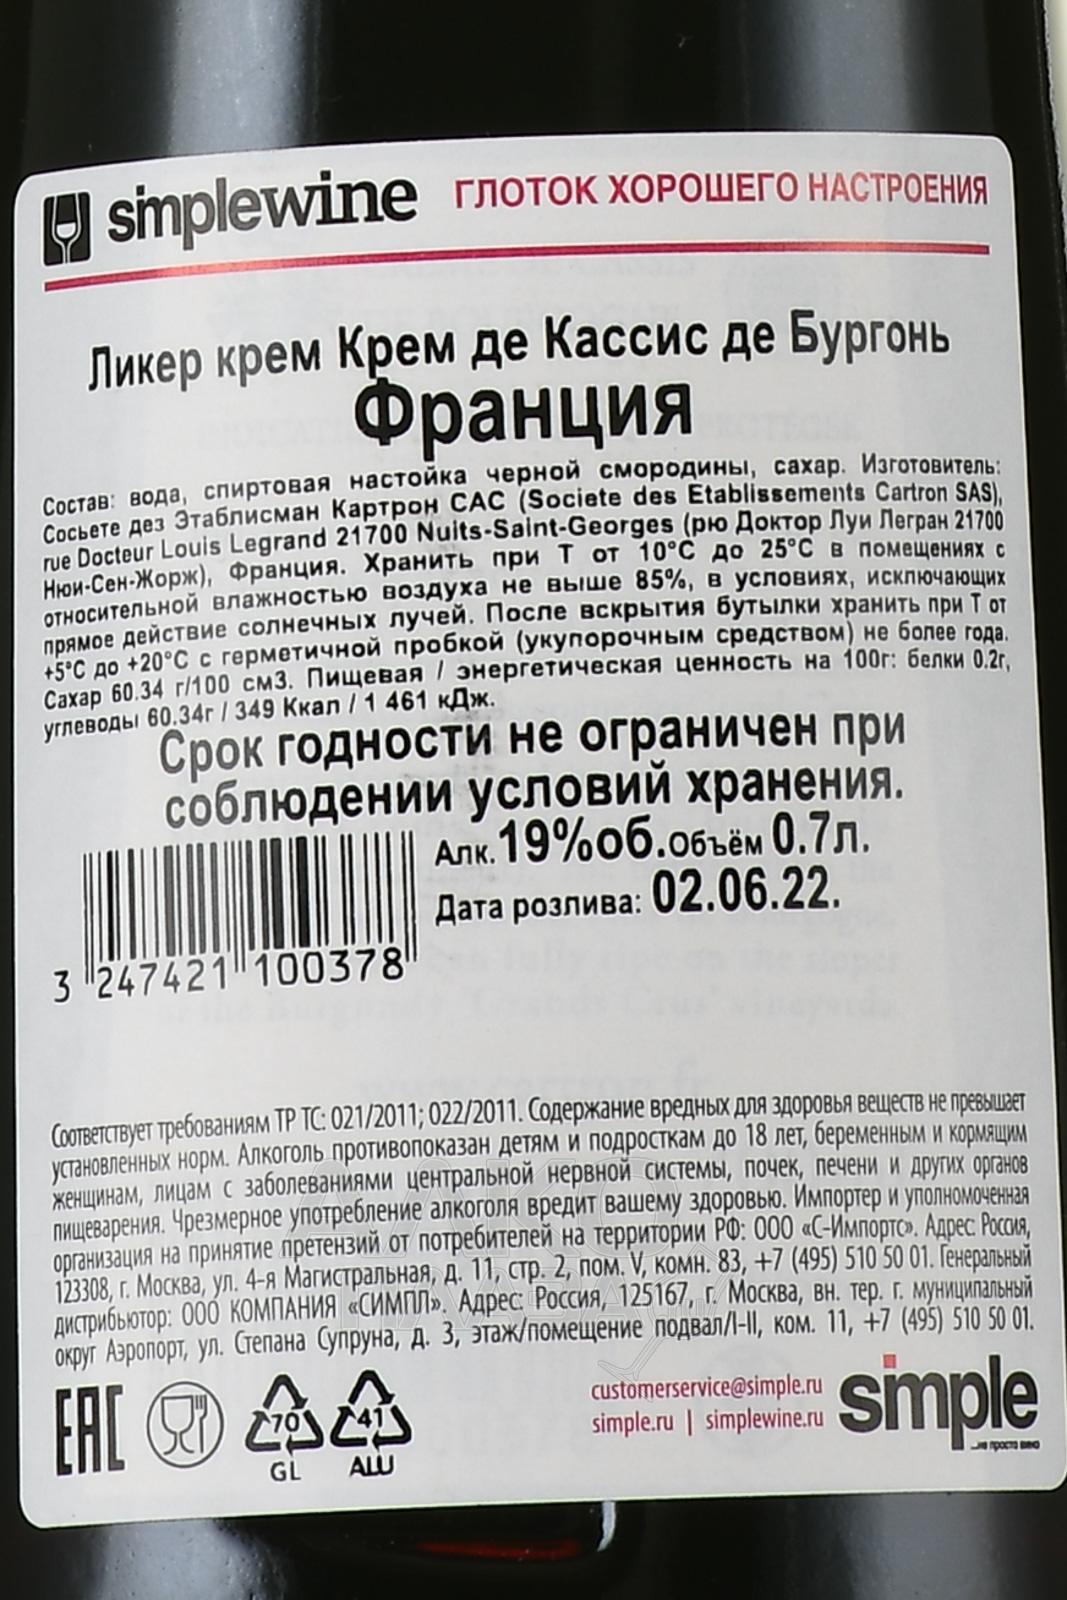 simplewine ГЛОТОК ХОРОШЕГО НАСТРОЕНИЯ
Ликер крем Крем де Кассис де Бургонь
Франция
Состав: вода, спиртовая настойка черной смородины, сахар. Изготовитель:
Сосьете дез Этаблисман Картрон САС (Societe des Etablissements Cartron SAS),
rue Docteur Louis Legrand 21700 Nuits-Saint-Georges (рю Доктор Луи Легран 21700
Нюи-Сен-Жорж), Франция. Хранить при Т от 10°С до 25°С в помещениях с
относительной влажностью воздуха не выше 85%, в условиях, исключающих
прямое действие солнечных лучей. После вскрытия бутылки хранить при Т от
+5°С до +20°С с герметичной пробкой (укупорочным средством) не более года.
Сахар 60.34 г/100 см3. Пищевая / энергетическая ценность на 100г: белки 0.2г,
углеводы 60.34г / 349 Ккал / 1 461 кДж.
Срок годности не ограничен при
соблюдении условий хранения.
Алк. 19%об. Объём 0.7л.
Дата розлива: 02.06.22.
3 247421 100378
Соответствует требованиям ТР ТС: 021/2011; 022/2011. Содержание вредных для здоровья веществ не превышает
установленных норм. Алкоголь противопоказан детям и подросткам до 18 лет, беременным и кормящим
женщинам, лицам с заболеваниями центральной нервной системы, почек, печени и других органов
пищеварения. Чрезмерное употребление алкоголя вредит вашему здоровью. Импортер и уполномоченная
организация на принятие претензий от потребителей на территории РФ: ООО «С-Импортс». Адрес: Россия,
123308, г. Москва, ул. 4-я Магистральная, д. 11, стр. 2, пом. V, комн. 83, +7 (495) 510 50 01. Генеральный
дистрибьютор: ООО КОМПАНИЯ «СИМПЛ». Адрес: Россия, 125167, г. Москва, вн. тер. г. муниципальный
округ Аэропорт, ул. Степана Супруна, д. 3, этаж/помещение подвал/I-II, ком. 11, +7 (495) 510 50 01.
EAC
70
GL
41
ALU
customerservice@simple.ru
simple.ru | simplewine.ru
simple
...не просто вино